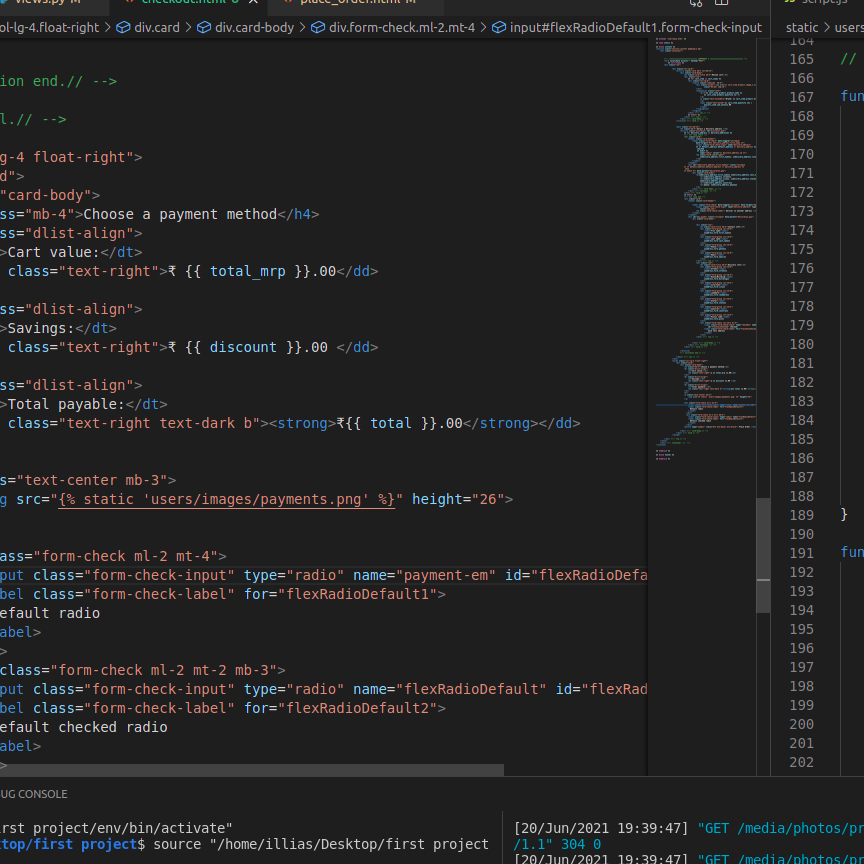 views.py M
checkout.html 6
place_order.html M
script.js
ol-lg-4.float-right > div.card > div.card-body > div.form-check.ml-2.mt-4 > input#flexRadioDefault1.form-check-input
static > users
ion end.// -->
l.// -->
g-4 float-right">
d">
"card-body">
ss="mb-4">Choose a payment method</h4>
ss="dlist-align">
>Cart value:</dt>
class="text-right">₹ {{ total_mrp }}.00</dd>
ss="dlist-align">
>Savings:</dt>
class="text-right">₹ {{ discount }}.00 </dd>
ss="dlist-align">
>Total payable:</dt>
class="text-right text-dark b"><strong>₹{{ total }}.00</strong></dd>
s="text-center mb-3">
g src="{% static 'users/images/payments.png' %}" height="26">
ass="form-check ml-2 mt-4">
put class="form-check-input" type="radio" name="payment-em" id="flexRadioDefa
bel class="form-check-label" for="flexRadioDefault1">
efault radio
abel>
>
class="form-check ml-2 mt-2 mb-3">
put class="form-check-input" type="radio" name="flexRadioDefault" id="flexRad
bel class="form-check-label" for="flexRadioDefault2">
efault checked radio
abel>
>
164
165 //
166
167 fun
168
169
170
171
172
173
174
175
176
177
178
179
180
181
182
183
184
185
186
187
188
189 }
190
191 fun
192
193
194
195
196
197
198
199
200
201
202
UG CONSOLE
rst project/env/bin/activate"
top/first project$ source "/home/illias/Desktop/first project
[20/Jun/2021 19:39:47] "GET /media/photos/pr
/1.1" 304 0
[20/Jun/2021 19:39:47] "GET /media/photos/pr